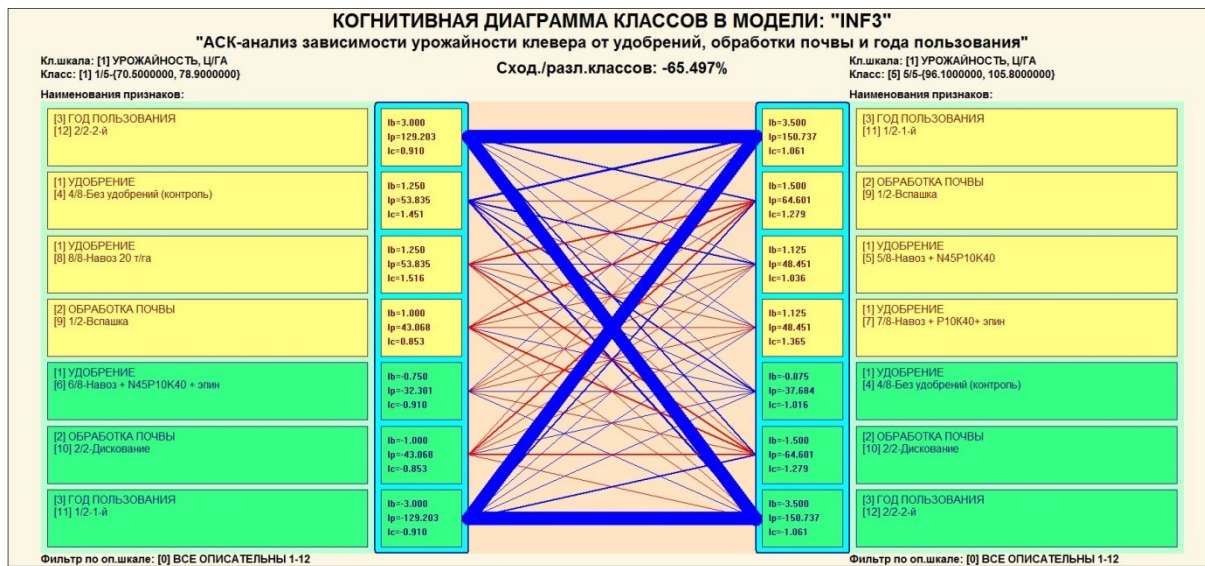 КОГНИТИВНАЯ ДИАГРАММА КЛАССОВ В МОДЕЛИ: "INF3"
"АСК-анализ зависимости урожайности клевера от удобрений, обработки почвы и года пользования"
Кл.шкала: [1] УРОЖАЙНОСТЬ, Ц/ГА
Класс: [1] 1/5-{70.5000000, 78.9000000}
Сход./разл.классов: -65.497%
Кл.шкала: [1] УРОЖАЙНОСТЬ, Ц/ГА
Класс: [5] 5/5-{96.1000000, 105.8000000}
Наименования признаков:
Наименования признаков:
[3] ГОД ПОЛЬЗОВАНИЯ
[12] 2/2-2-й
Ib=3.000
Ip=129.203
Ic=0.910
Ib=3.500
Ip=150.737
Ic=1.061
[3] ГОД ПОЛЬЗОВАНИЯ
[11] 1/2-1-й
[1] УДОБРЕНИЕ
[4] 4/8-Без удобрений (контроль)
Ib=1.250
Ip=53.835
Ic=1.451
Ib=1.500
Ip=64.601
Ic=1.279
[2] ОБРАБОТКА ПОЧВЫ
[9] 1/2-Вспашка
[1] УДОБРЕНИЕ
[8] 8/8-Навоз 20 т/га
Ib=1.250
Ip=53.835
Ic=1.516
Ib=1.125
Ip=48.451
Ic=1.036
[1] УДОБРЕНИЕ
[5] 5/8-Навоз + N45P10K40
[2] ОБРАБОТКА ПОЧВЫ
[9] 1/2-Вспашка
Ib=1.000
Ip=43.068
Ic=0.853
Ib=1.125
Ip=48.451
Ic=1.365
[1] УДОБРЕНИЕ
[7] 7/8-Навоз + P10K40+ эпин
[1] УДОБРЕНИЕ
[6] 6/8-Навоз + N45P10K40 + эпин
Ib=-0.750
Ip=-32.301
Ic=-0.910
Ib=-0.875
Ip=-37.684
Ic=-1.016
[1] УДОБРЕНИЕ
[4] 4/8-Без удобрений (контроль)
[2] ОБРАБОТКА ПОЧВЫ
[10] 2/2-Дискование
Ib=-1.000
Ip=-43.068
Ic=-0.853
Ib=-1.500
Ip=-64.601
Ic=-1.279
[2] ОБРАБОТКА ПОЧВЫ
[10] 2/2-Дискование
[3] ГОД ПОЛЬЗОВАНИЯ
[11] 1/2-1-й
Ib=-3.000
Ip=-129.203
Ic=-0.910
Ib=-3.500
Ip=-150.737
Ic=-1.061
[3] ГОД ПОЛЬЗОВАНИЯ
[12] 2/2-2-й
Фильтр по оп.шкале: [0] ВСЕ ОПИСАТЕЛЬНЫ 1-12
Фильтр по оп.шкале: [0] ВСЕ ОПИСАТЕЛЬНЫ 1-12